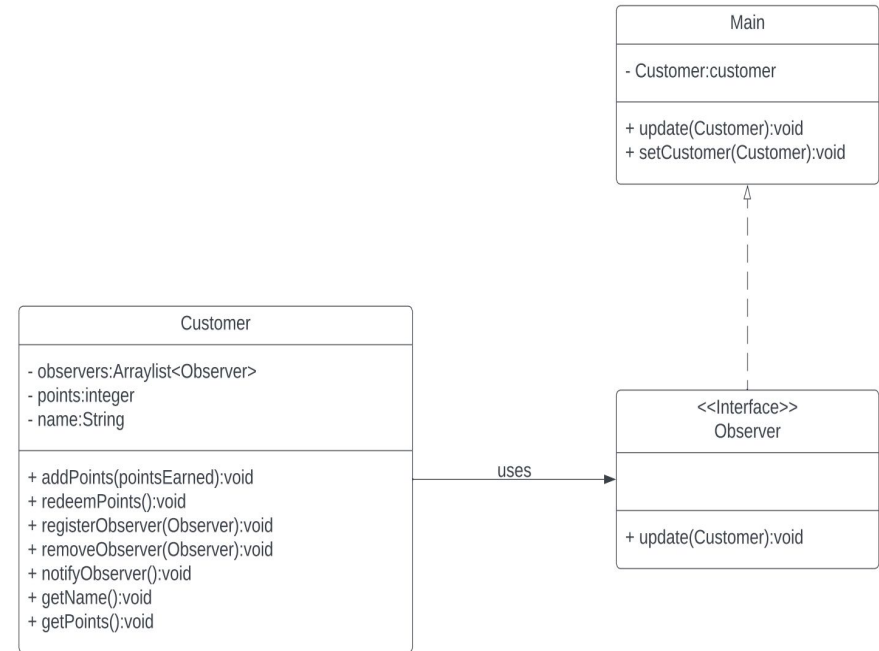 Main
- Customer:customer
+ update(Customer):void
+ setCustomer(Customer):void
Customer
- observers:Arraylist<Observer>
- points:integer
- name:String
+ addPoints(pointsEarned):void
+ redeemPoints():void
+ registerObserver(Observer):void
+ removeObserver(Observer):void
+ notifyObserver():void
+ getName():void
+ getPoints():void
uses
<<Interface>>
Observer
+ update(Customer):void